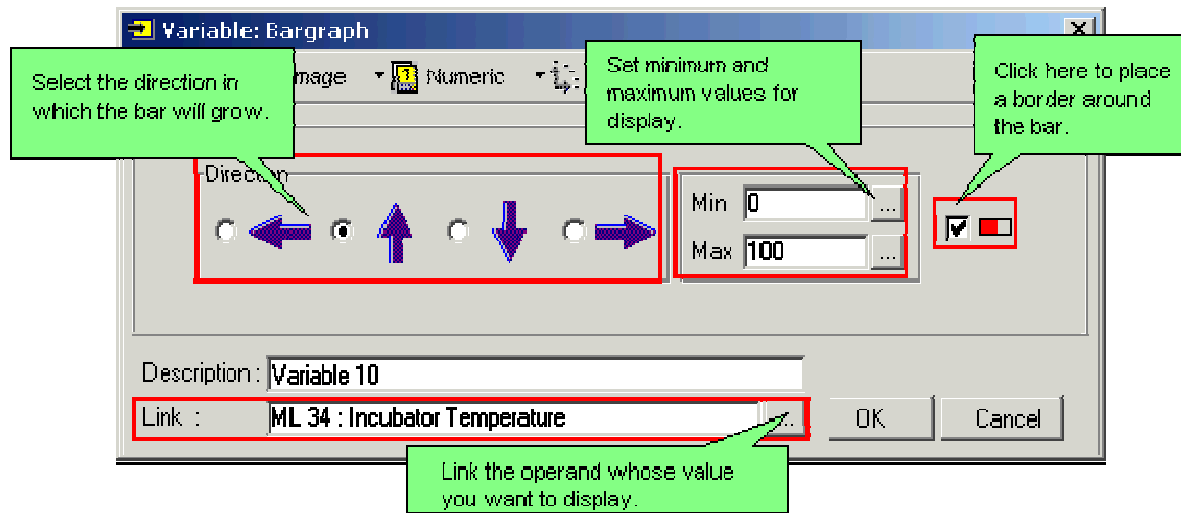 Variable: Bargraph
Select the direction in
which the bar will grow.
mage
Numeric
Set minimum and
maximum values for
display.
Click here to place
a border around
the bar.
Direction
Min 0 ...
Max 100 ...
Description : Variable 10
Link : ML 34 : Incubator Temperature ...
OK
Cancel
Link the operand whose value
you want to display.